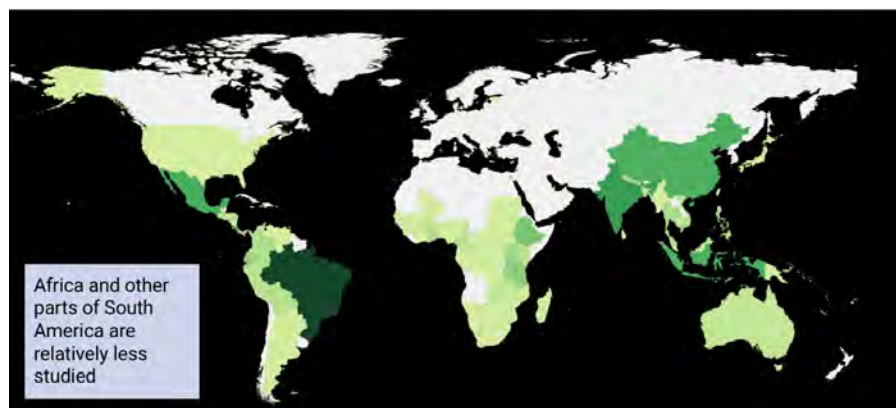 Africa and other
parts of South
America are
relatively less
studied